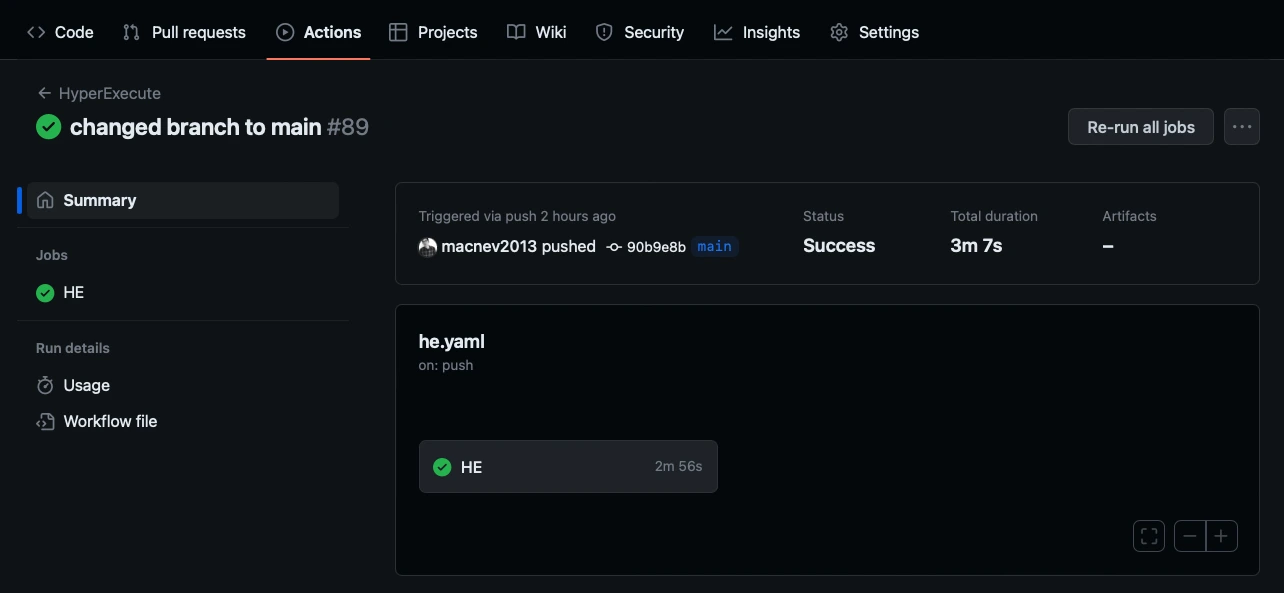 Code Pull requests Actions Projects Wiki Security Insights Settings
HyperExecute
changed branch to main #89
Re-run all jobs
Summary
Jobs
HE
Run details
Usage
Workflow file
Triggered via push 2 hours ago
macnev2013 pushed 90b9e8b main
Status
Success
Total duration
3m 7s
Artifacts
–
he.yaml
on: push
HE 2m 56s